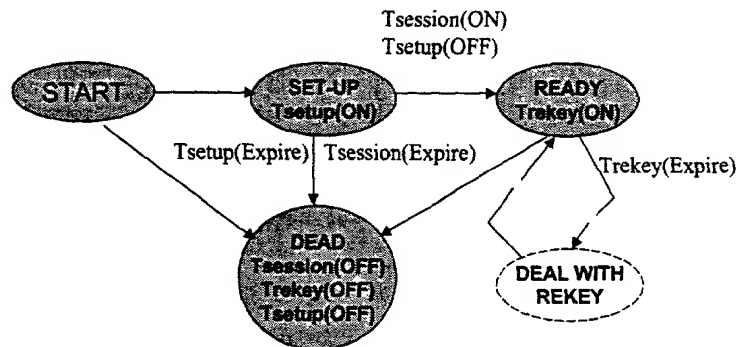 Tsession(ON)
Tsetup(OFF)
START
SET-UP
Tsetup(ON)
READY
Trekey(ON)
Tsetup(Expire)
Tsession(Expire)
Trekey(Expire)
DEAD
Tsession(OFF)
Trekey(OFF)
Tsetup(OFF)
DEAL WITH
REKEY